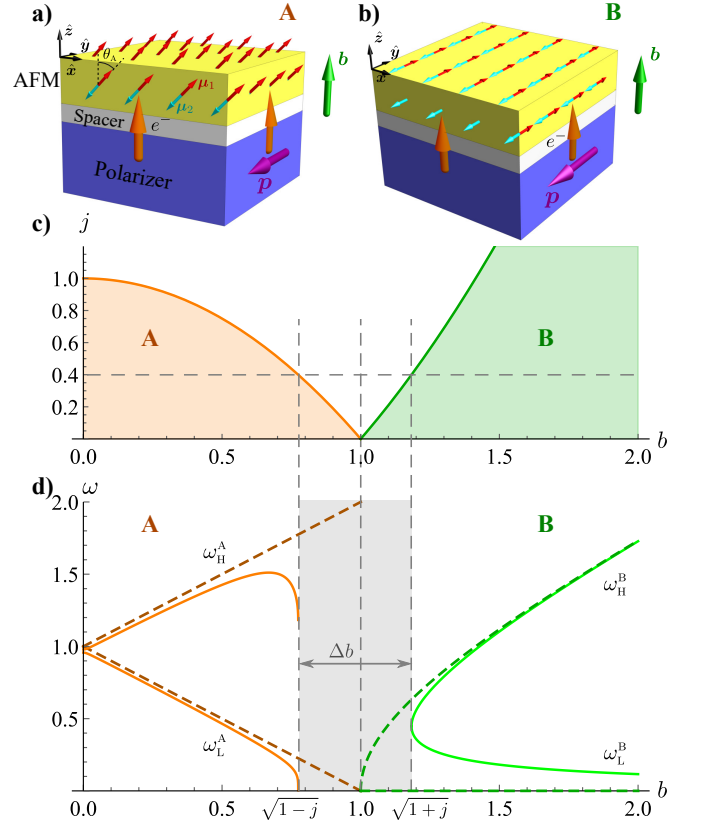 a) A b) B
ẑ ŷ x̂ θ_A b
AFM μ₁ μ₂
Spacer e⁻
Polarizer p
ẑ ŷ x̂ b
e⁻
p
c) j
1.0
0.8
0.6
0.4
0.2
A B
0.0 0.5 1.0 1.5 2.0 b
d) ω
2.0
1.5
1.0
0.5
A B
ω_H^A ω_H^B
Δb
ω_L^A ω_L^B
0.0 0.5 √(1−j) 1.0 √(1+j) 1.5 2.0 b